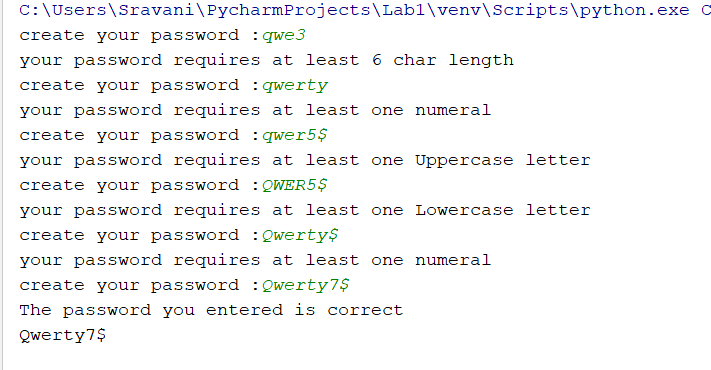 C:\Users\Sravani\PycharmProjects\Lab1\venv\Scripts\python.exe C
create your password :qwe3
your password requires at least 6 char length
create your password :qwerty
your password requires at least one numeral
create your password :qwer5$
your password requires at least one Uppercase letter
create your password :QWER5$
your password requires at least one Lowercase letter
create your password :Qwerty$
your password requires at least one numeral
create your password :Qwerty7$
The password you entered is correct
Qwerty7$